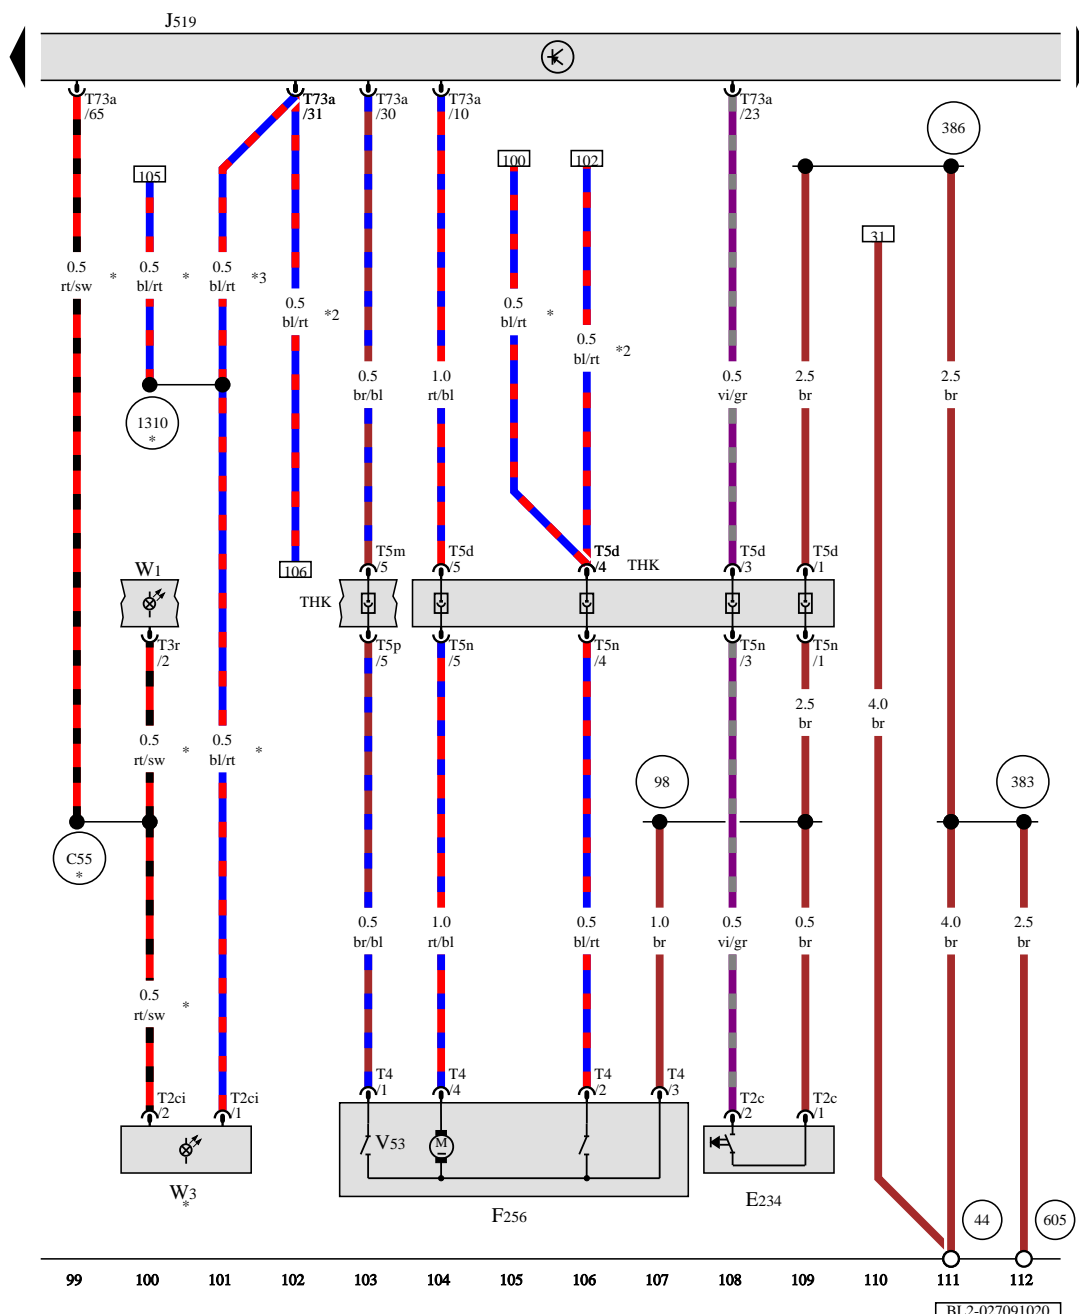 J519
T73a
/65
T73a
/31
T73a
/30
T73a
/10
T73a
/23
386
105
100
102
31
0.5
rt/sw
*
0.5
bl/rt
*
0.5
bl/rt
*3
0.5
bl/rt
*2
0.5
bl/rt
*
0.5
bl/rt
*2
0.5
br/bl
1.0
rt/bl
0.5
vi/gr
2.5
br
2.5
br
1310
*
106
T5m
/5
T5d
/5
T5d
/4
THK
T5d
/3
T5d
/1
W1
THK
T3r
/2
T5p
/5
T5n
/5
T5n
/4
T5n
/3
T5n
/1
2.5
br
4.0
br
0.5
rt/sw
*
0.5
bl/rt
*
98
383
C55
*
0.5
br/bl
1.0
rt/bl
0.5
bl/rt
1.0
br
0.5
vi/gr
0.5
br
4.0
br
2.5
br
0.5
rt/sw
*
T2ci
/2
T2ci
/1
T4
/1
T4
/4
T4
/2
T4
/3
T2c
/2
T2c
/1
V53
M
W3
*
F256
E234
44
605
99 100 101 102 103 104 105 106 107 108 109 110 111 112
BL2-027091020